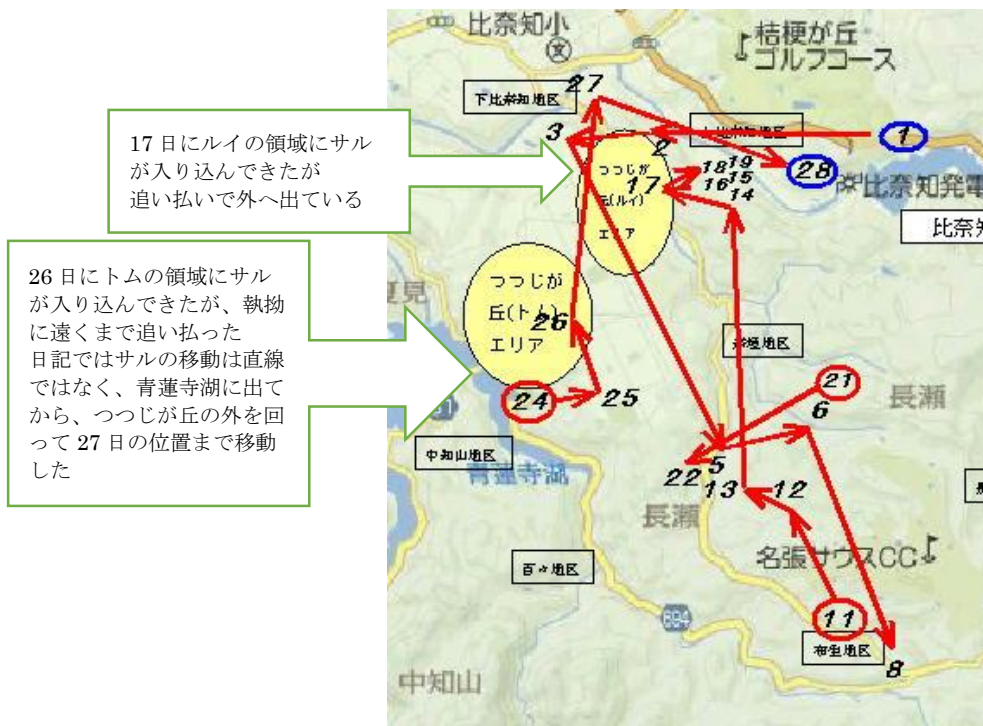 17 日にルイの領域にサル
が入り込んできたが
追い払いで外へ出ている
26 日にトムの領域にサル
が入り込んできたが、執拗
に遠くまで追い払った
日記ではサルの移動は直線
ではなく、青蓮寺湖に出て
から、つつじが丘の外を回
って 27 日の位置まで移動
した
比奈知小
桔梗が丘
ゴルフコース
27
下比奈知地区
3
2
1
28
比奈知発電
比奈
つつじが
丘(ルイ)
エリア
17
18 19
16 15
14
つつじが
丘(トム)
エリア
26
夏見
24
25
21
6
長瀬
中知山地区
青蓮寺湖
22
5
13
12
長瀬
名張サウスCC
百々地区
11
694
布生地区
8
中知山